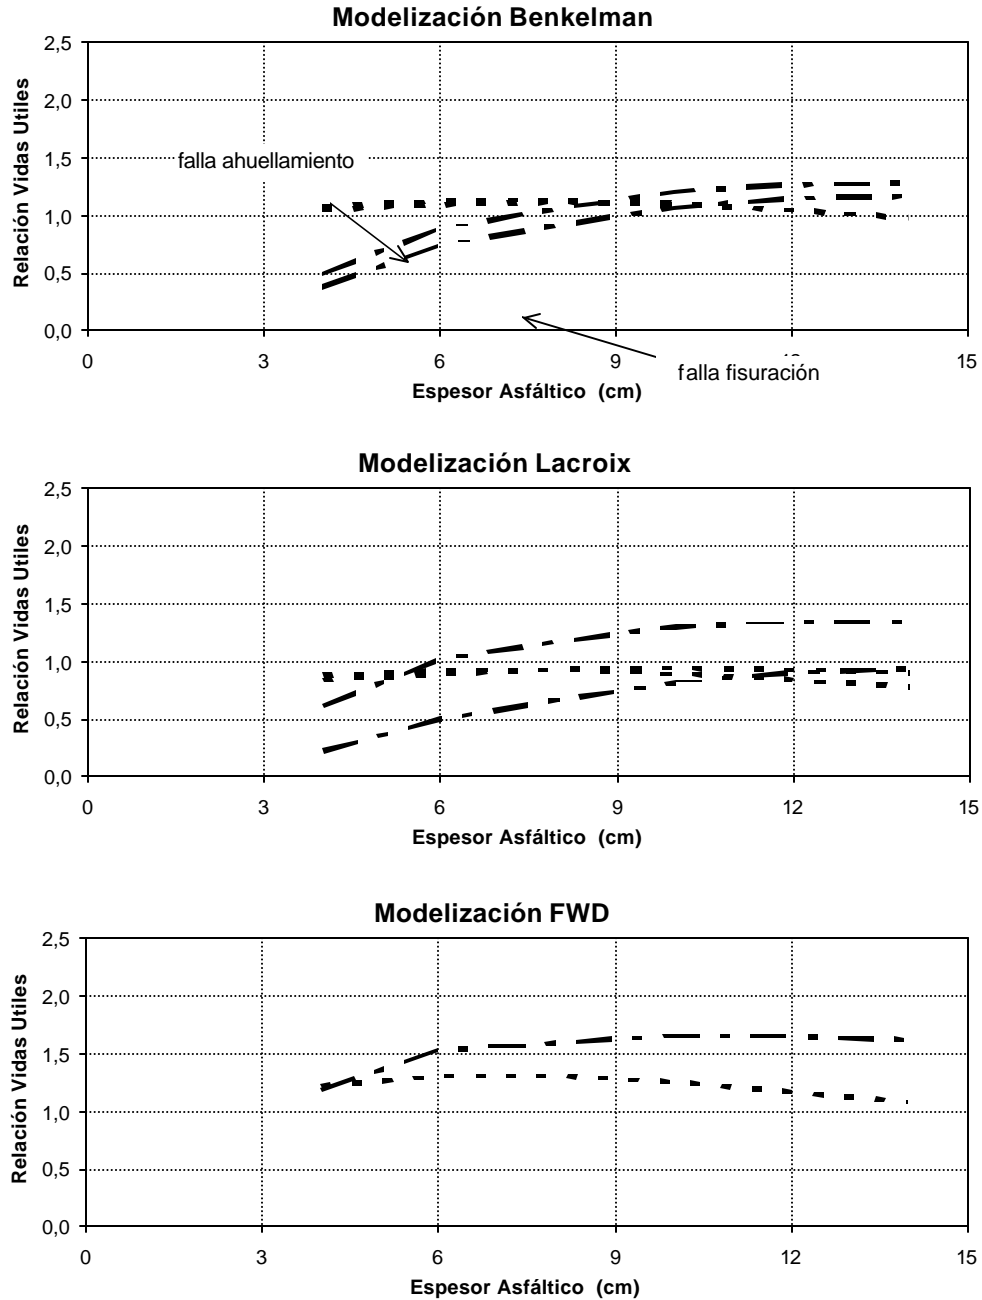 Modelización Benkelman
2,5
2,0
1,5
1,0
0,5
0,0
Relación Vidas Utiles
falla ahuellamiento
falla fisuración
0 3 6 9 12 15
Espesor Asfáltico (cm)
Modelización Lacroix
2,5
2,0
1,5
1,0
0,5
0,0
Relación Vidas Utiles
0 3 6 9 12 15
Espesor Asfáltico (cm)
Modelización FWD
2,5
2,0
1,5
1,0
0,5
0,0
Relación Vidas Utiles
0 3 6 9 12 15
Espesor Asfáltico (cm)